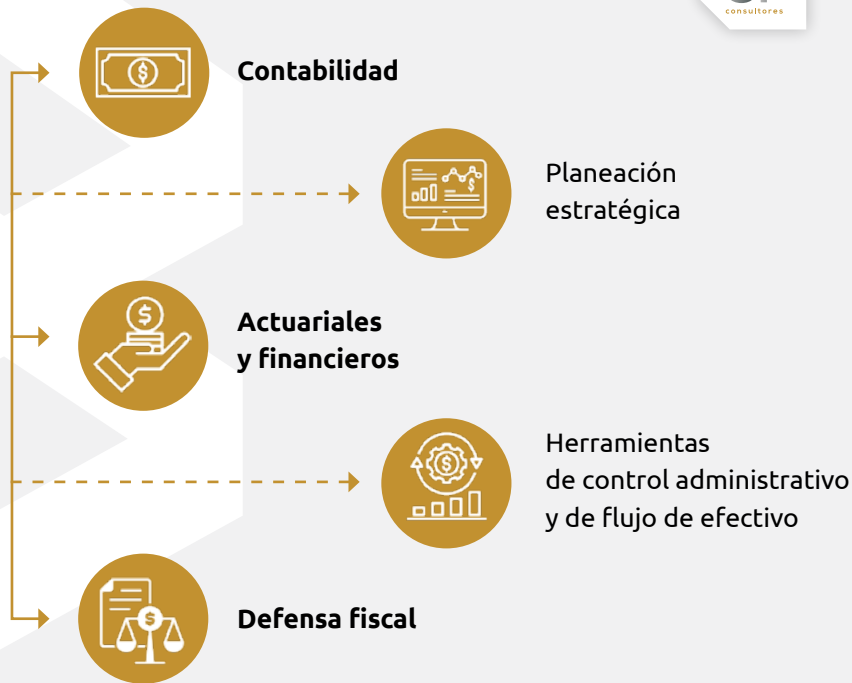 consultores
Contabilidad
Planeación
estratégica
Actuariales
y financieros
Herramientas
de control administrativo
y de flujo de efectivo
Defensa fiscal